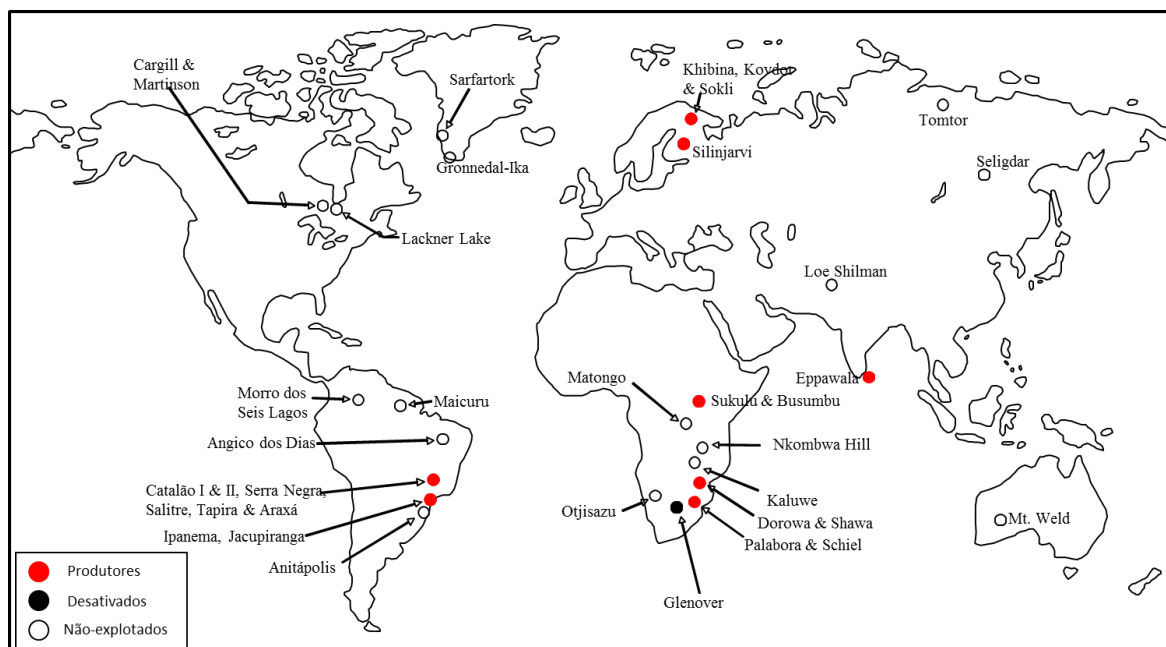 Cargill &
Martinson
Sarfartork
Gronnedal-Ika
Lackner Lake
Khibina, Kovdor
& Sokli
Silinjarvi
Tomtor
Seligdar
Loe Shilman
Eppawala
Morro dos
Seis Lagos
Maicuru
Angico dos Dias
Catalão I & II, Serra Negra,
Salitre, Tapira & Araxá
Ipanema, Jacupiranga
Anitápolis
Matongo
Sukulu & Busumbu
Nkombwa Hill
Kaluwe
Otjisazu
Dorowa & Shawa
Palabora & Schiel
Glenover
Mt. Weld
Produtores
Desativados
Não-explotados